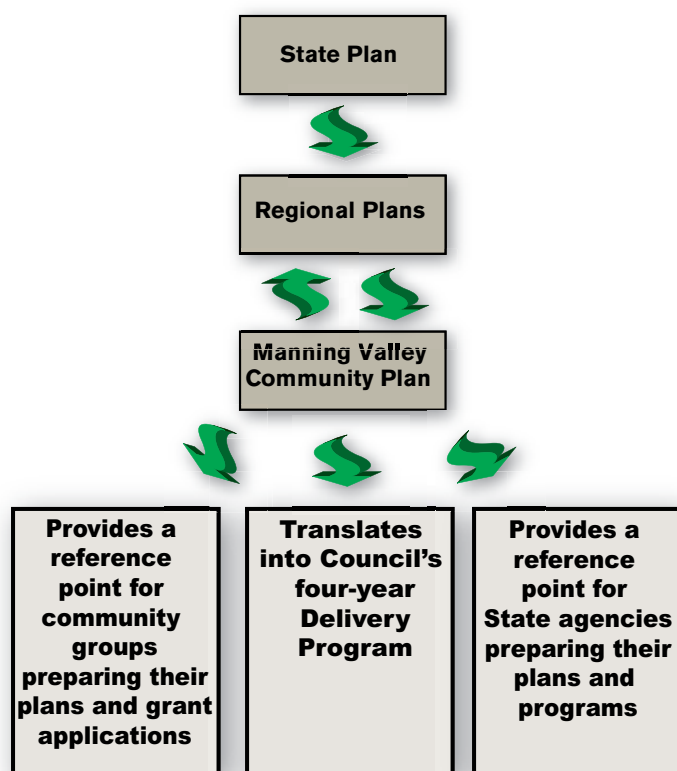 State Plan
Regional Plans
Manning Valley
Community Plan
Provides a
reference
point for
community
groups
preparing their
plans and grant
applications
Translates
into Council's
four-year
Delivery
Program
Provides a
reference
point for
State agencies
preparing their
plans and
programs